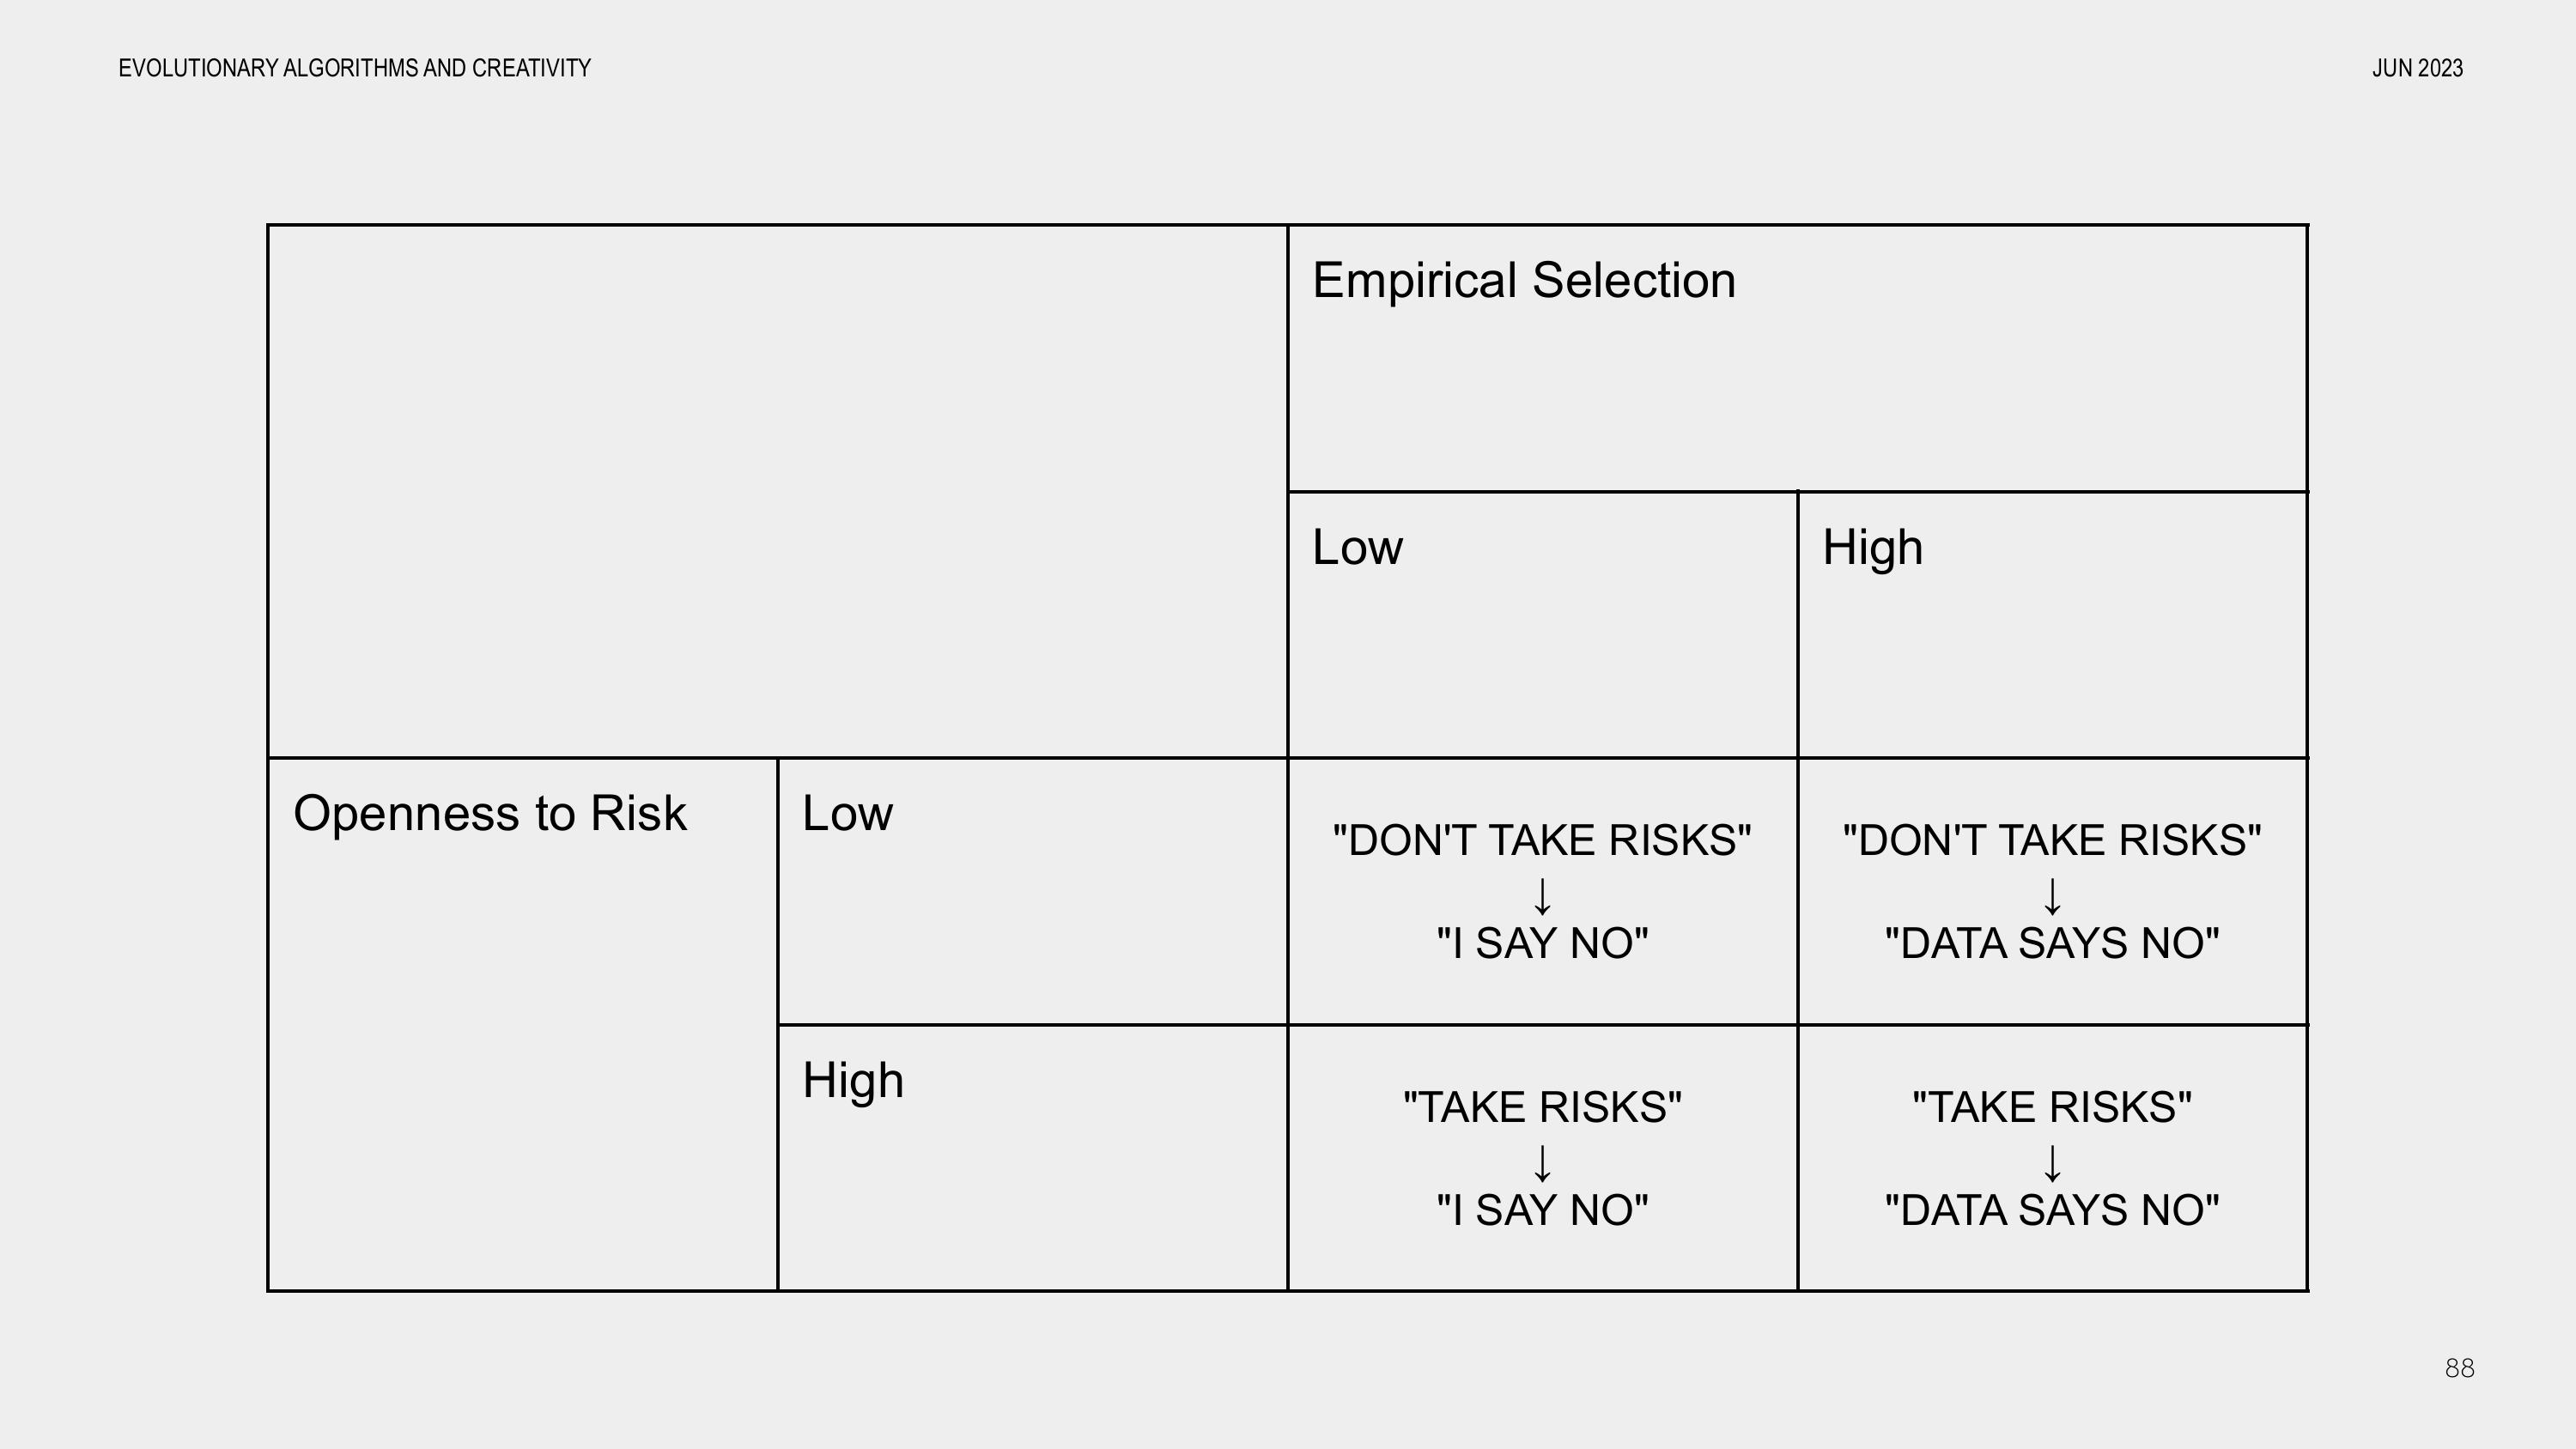 EVOLUTIONARY ALGORITHMS AND CREATIVITY
JUN 2023
Empirical Selection
Low
High
Openness to Risk
Low
"DON'T TAKE RISKS"
↓
"I SAY NO"
"DON'T TAKE RISKS"
↓
"DATA SAYS NO"
High
"TAKE RISKS"
↓
"I SAY NO"
"TAKE RISKS"
↓
"DATA SAYS NO"
88